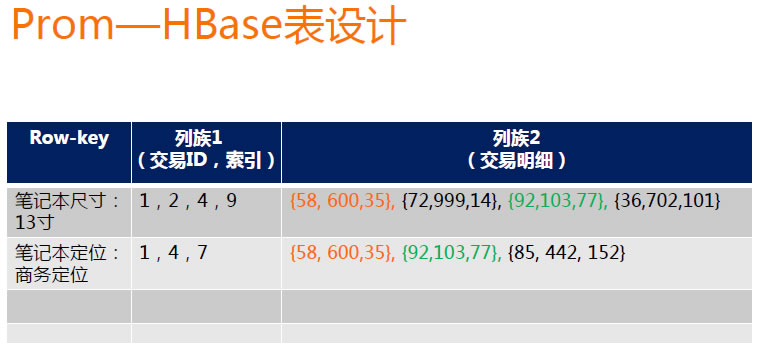 Prom—HBase表设计
Row-key 列族1 列族2
（交易ID，索引） （交易明细）
笔记本尺寸： 1，2，4，9 {58, 600,35}, {72,999,14}, {92,103,77}, {36,702,101}
13寸
笔记本定位： 1，4，7 {58, 600,35}, {92,103,77}, {85, 442, 152}
商务定位